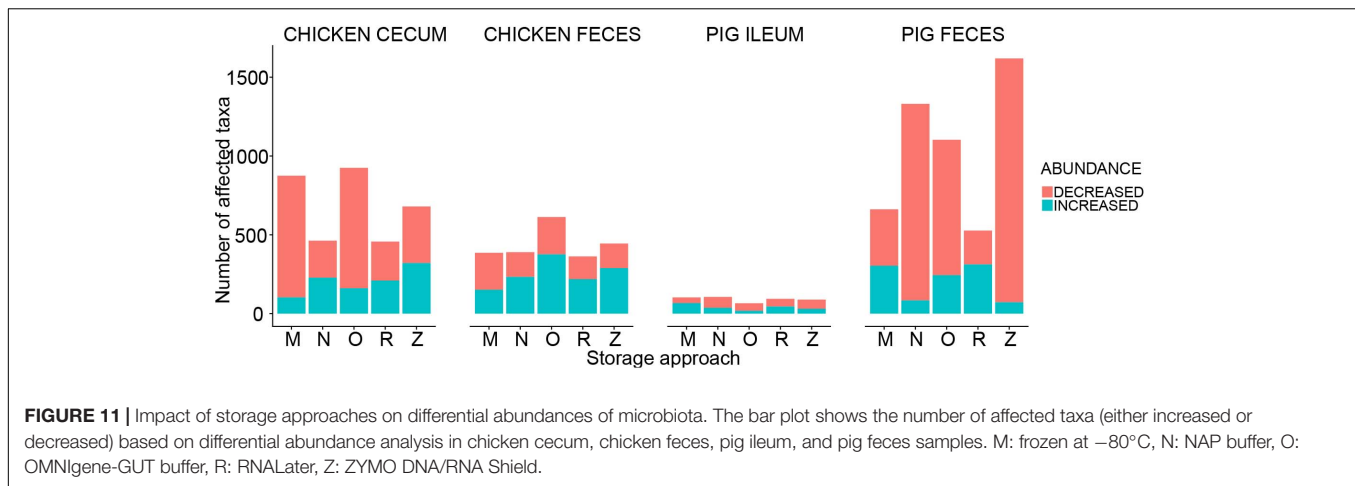 CHICKEN CECUM CHICKEN FECES PIG ILEUM PIG FECES
Number of affected taxa
1500
1000
500
0
M N O R Z M N O R Z M N O R Z M N O R Z
Storage approach
ABUNDANCE
DECREASED
INCREASED
FIGURE 11 | Impact of storage approaches on differential abundances of microbiota. The bar plot shows the number of affected taxa (either increased or
decreased) based on differential abundance analysis in chicken cecum, chicken feces, pig ileum, and pig feces samples. M: frozen at −80°C, N: NAP buffer, O:
OMNIgene-GUT buffer, R: RNALater, Z: ZYMO DNA/RNA Shield.